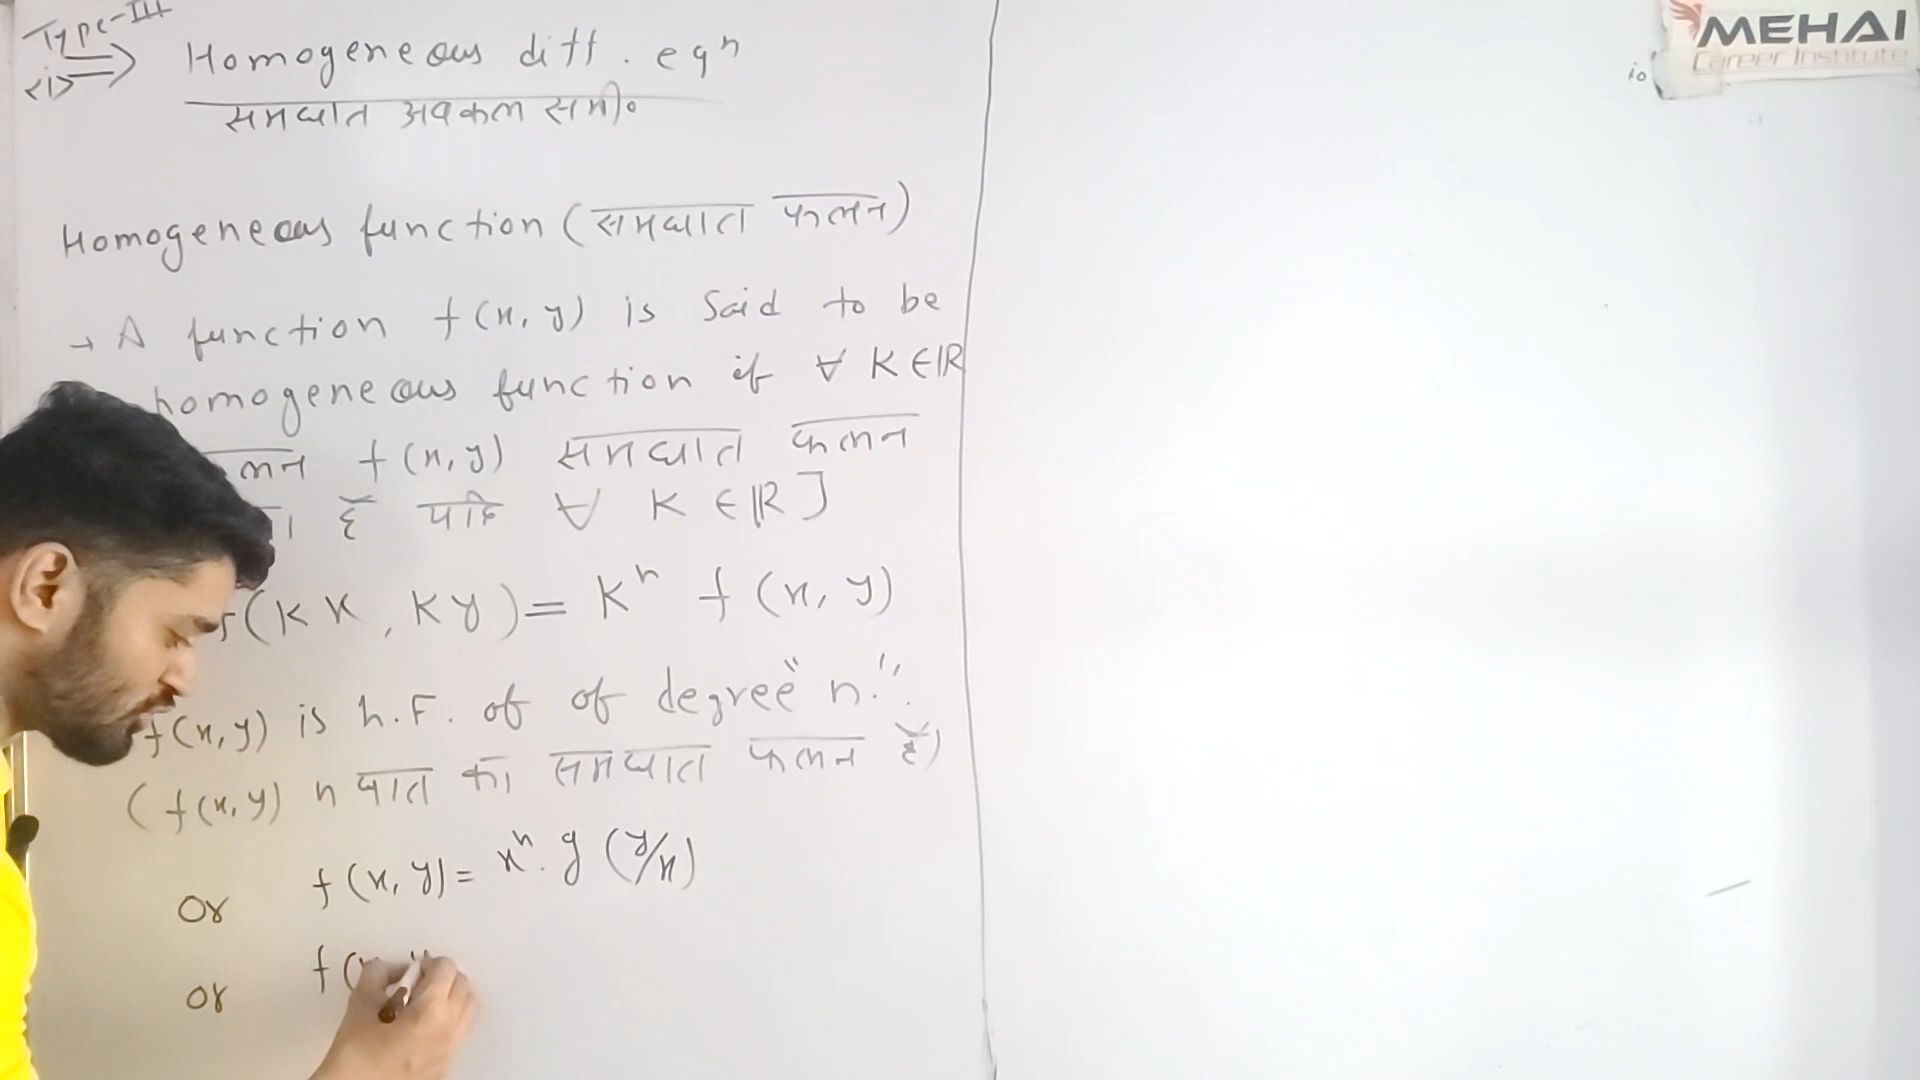 Type-III
<i> Homogeneous diff. eqⁿ
समघात अवकल समी॰
Homogeneous function (समघात फलन)
→ A function f(x, y) is said to be
homogeneous function if ∀ K ∈ ℝ
f(x, y) समघात फलन
है यदि ∀ K ∈ ℝ]
f(Kx, Ky) = Kⁿ f(x, y)
f(x, y) is h.F. of of degree "n".
(f(x, y) n घात का समघात फलन है)
or f(x, y) = xⁿ. g (y/x)
or f(x, y
MEHAI
Career Institute